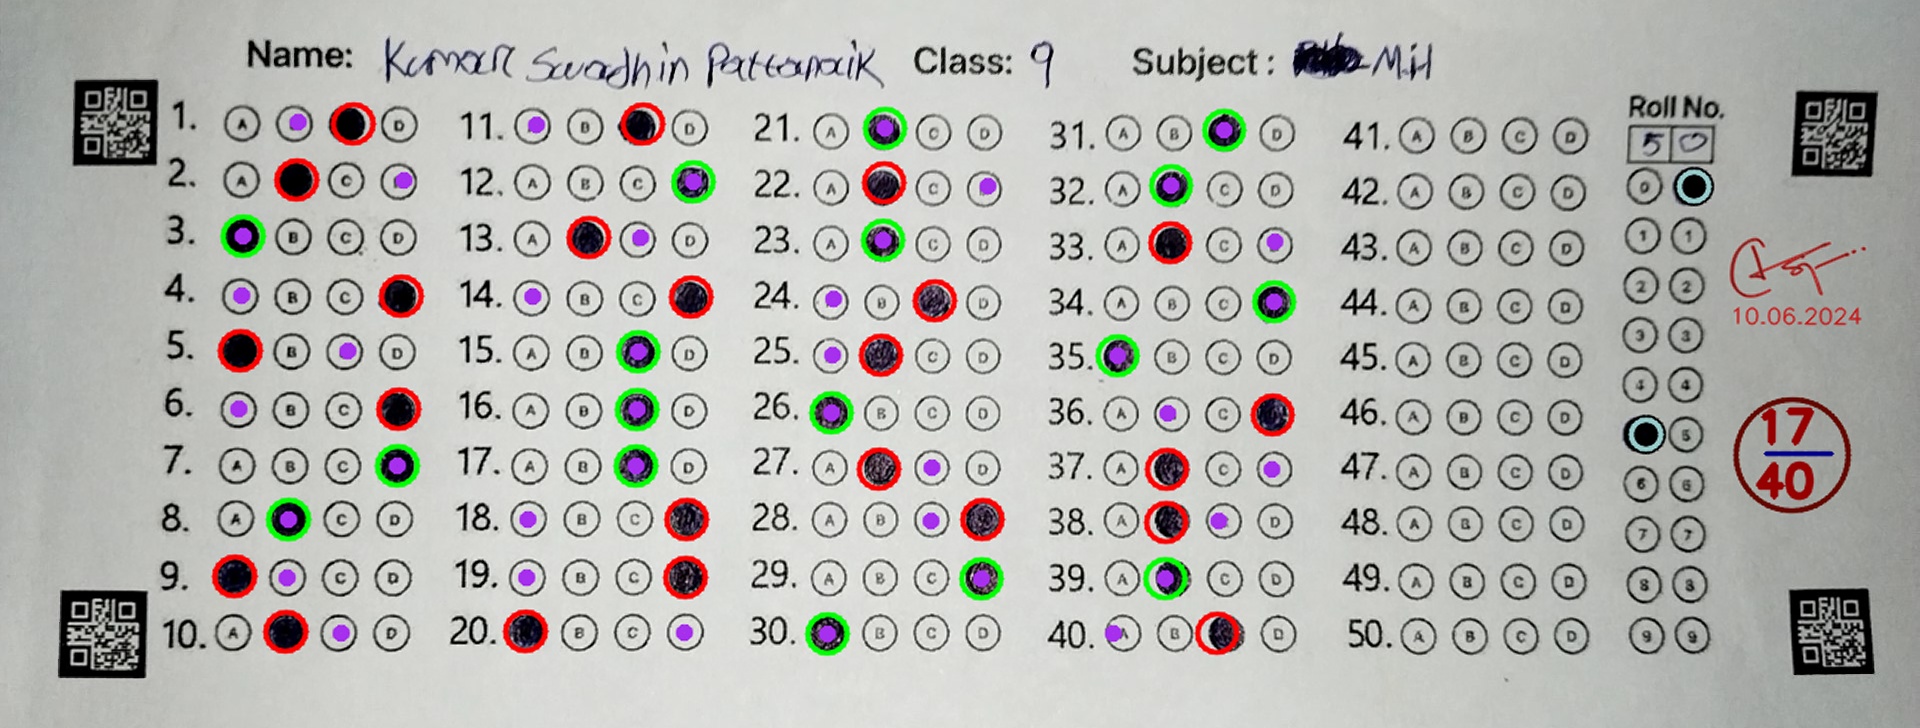 Name: Kumar Swadhin Pattanaik Class: 9 Subject: MIL
Roll No.
5 0
1. A D 11. B D 21. A C D 31. A B D 41. A B C D
2. A C 12. A B C 22. A C 32. A C D 42. A B C D 0
3. B C D 13. A D 23. A C D 33. A C 43. A B C D 1 1
4. B C 14. B C 24. B D 34. A B C 44. A B C D 2 2
10.06.2024
5. B D 15. A B D 25. C D 35. B C D 45. A B C D 3 3
6. B C 16. A B D 26. B C D 36. A C 46. A B C D 4 4
7. A B C 17. A B D 27. A D 37. A C 47. A B C D 5
17
40
8. A C D 18. B C 28. A B 38. A D 48. A B C D 6 6
9. C D 19. B C 29. A B C 39. A C D 49. A B C D 7 7
10. A D 20. B C 30. B C D 40. A B D 50. A B C D 8 8
9 9